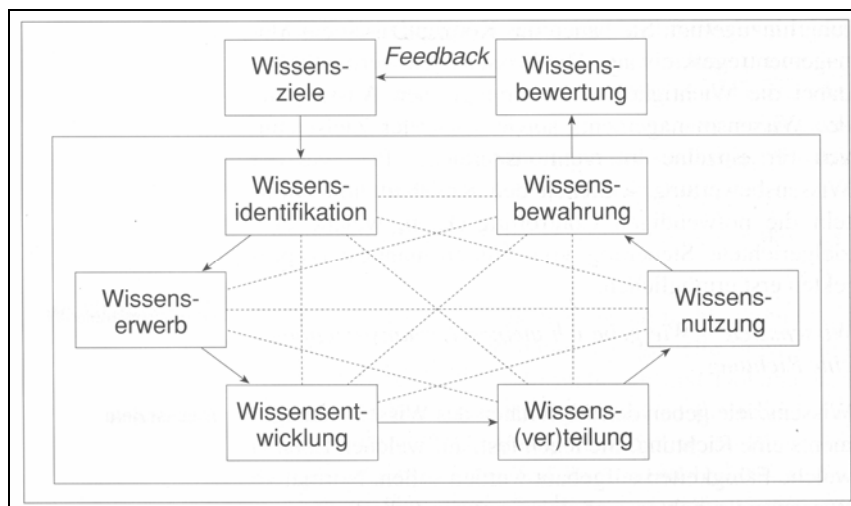 Wissens-
ziele
Feedback
Wissens-
bewertung
Wissens-
identifikation
Wissens-
bewahrung
Wissens-
erwerb
Wissens-
nutzung
Wissensent-
wicklung
Wissens-
(ver)teilung